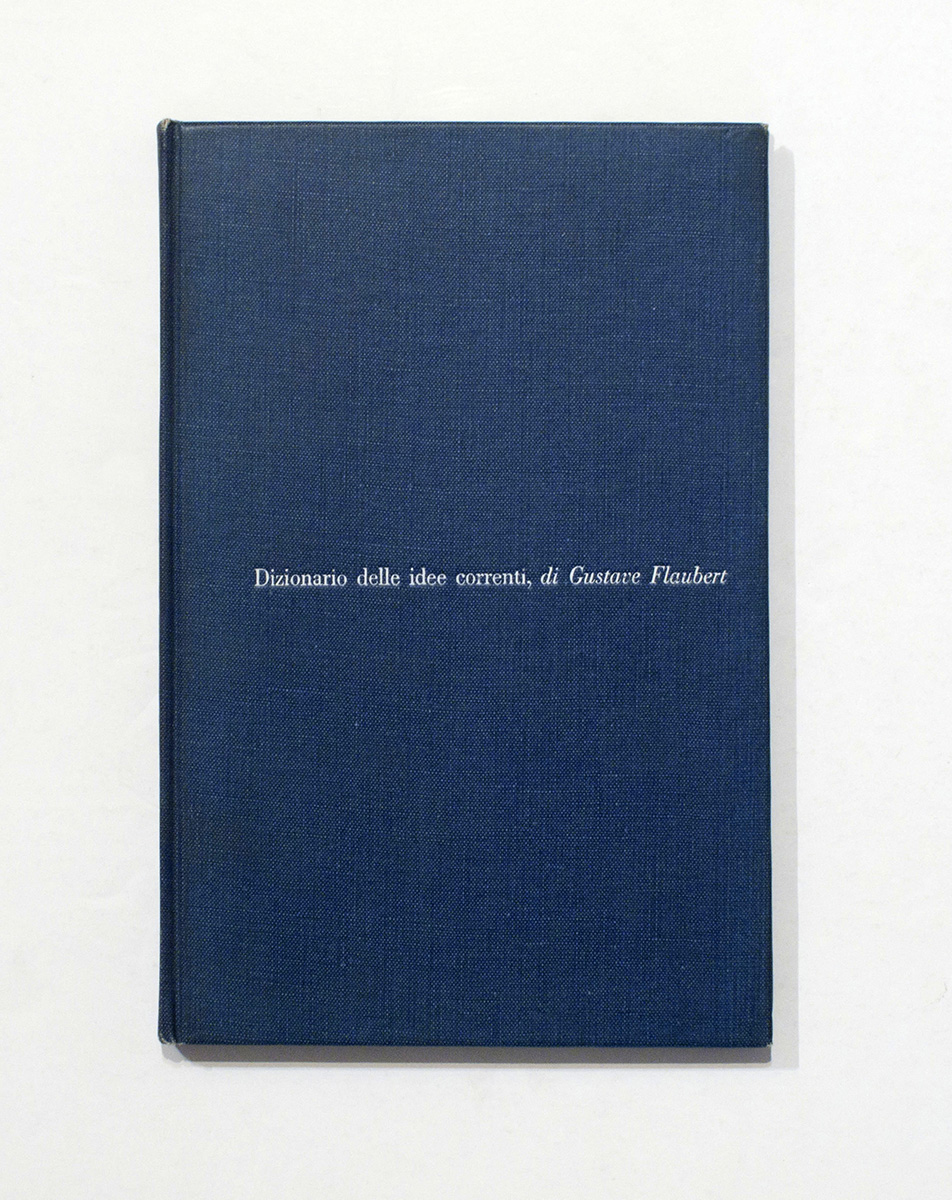 Dizionario delle idee correnti, di Gustave Flaubert